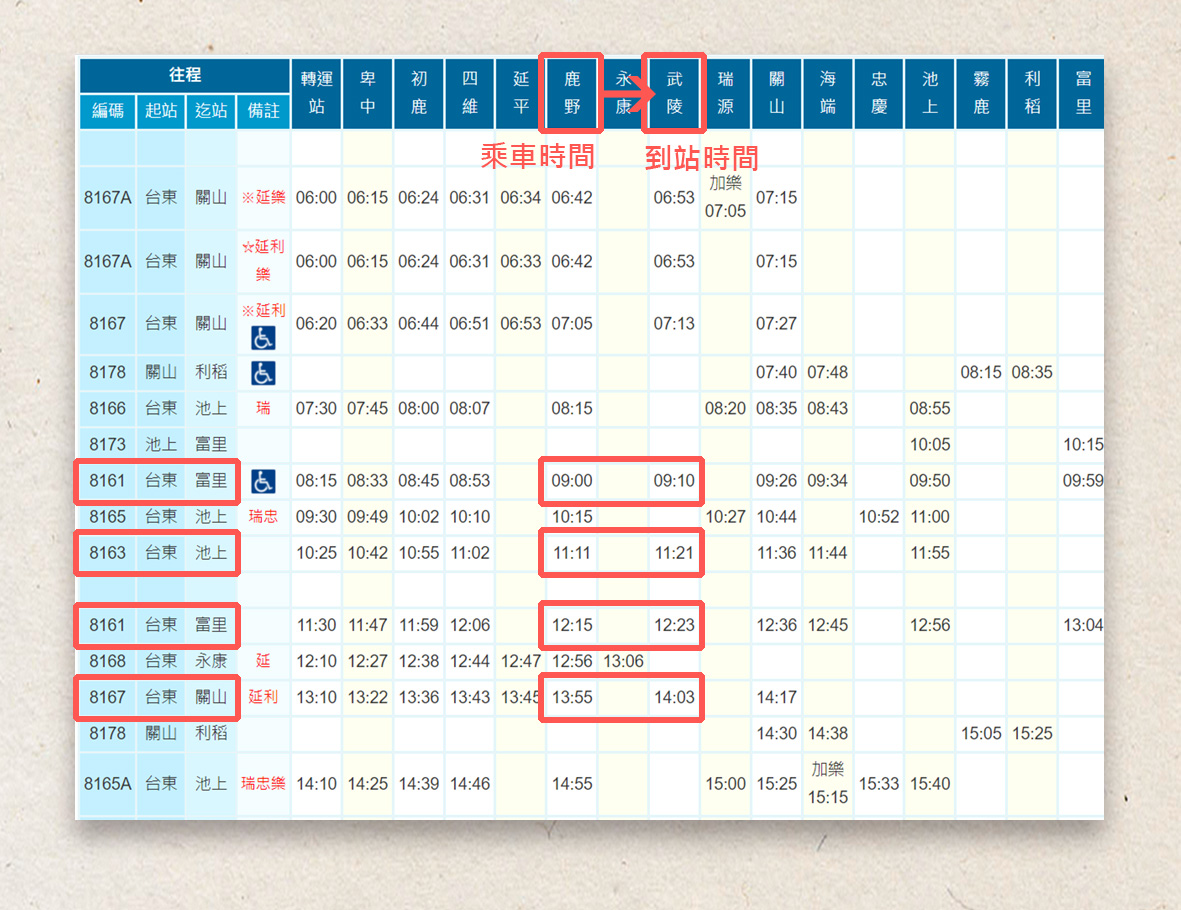 往程
編碼 起站 迄站 備註 轉運站 卑中 初鹿 四維 延平 鹿野 永康 武陵 瑞源 關山 海端 忠慶 池上 霧鹿 利稻 富里
乘車時間 到站時間
8167A 台東 關山 ※延樂 06:00 06:15 06:24 06:31 06:34 06:42 06:53 加樂 07:05 07:15
8167A 台東 關山 ☆延利樂 06:00 06:15 06:24 06:31 06:33 06:42 06:53 07:15
8167 台東 關山 ※延利 06:20 06:33 06:44 06:51 06:53 07:05 07:13 07:27
8178 關山 利稻 07:40 07:48 08:15 08:35
8166 台東 池上 瑞 07:30 07:45 08:00 08:07 08:15 08:20 08:35 08:43 08:55
8173 池上 富里 10:05 10:15
8161 台東 富里 08:15 08:33 08:45 08:53 09:00 09:10 09:26 09:34 09:50 09:59
8165 台東 池上 瑞忠 09:30 09:49 10:02 10:10 10:15 10:27 10:44 10:52 11:00
8163 台東 池上 10:25 10:42 10:55 11:02 11:11 11:21 11:36 11:44 11:55
8161 台東 富里 11:30 11:47 11:59 12:06 12:15 12:23 12:36 12:45 12:56 13:04
8168 台東 永康 延 12:10 12:27 12:38 12:44 12:47 12:56 13:06
8167 台東 關山 延利 13:10 13:22 13:36 13:43 13:45 13:55 14:03 14:17
8178 關山 利稻 14:30 14:38 15:05 15:25
8165A 台東 池上 瑞忠樂 14:10 14:25 14:39 14:46 14:55 15:00 15:25 加樂 15:15 15:33 15:40